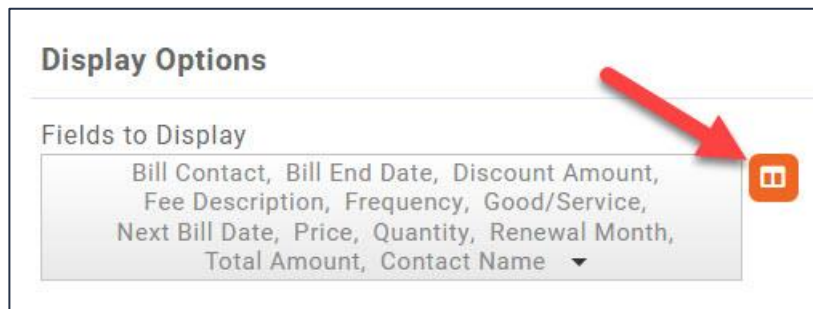 Display Options
Fields to Display
Bill Contact, Bill End Date, Discount Amount,
Fee Description, Frequency, Good/Service,
Next Bill Date, Price, Quantity, Renewal Month,
Total Amount, Contact Name